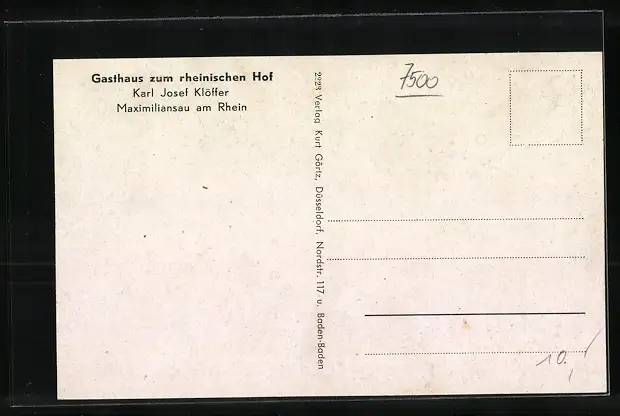 Gasthaus zum rheinischen Hof
Karl Josef Klöffer
Maximiliansau am Rhein
2923 Verlag Kurt Görtz, Düsseldorf, Nordstr. 117 u. Baden-Baden
7500
10,